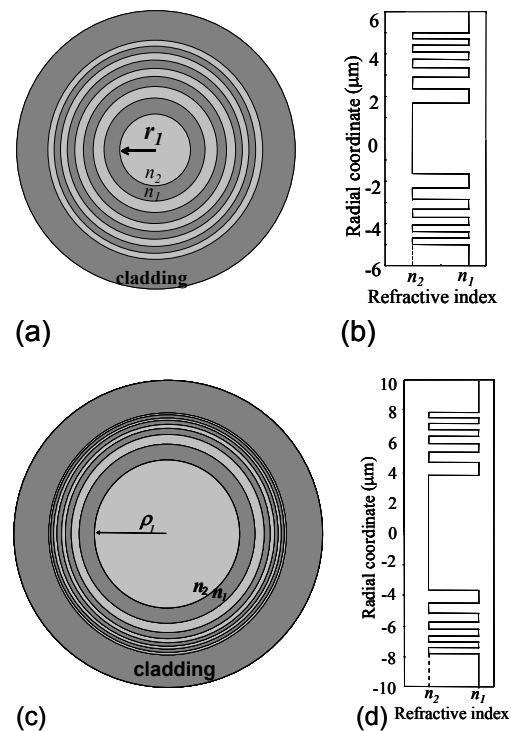 r1
n2
n1
cladding
(a)
6
4
2
0
-2
-4
-6
Radial coordinate (μm)
n2
n1
Refractive index
(b)
ρ1
n2 n1
cladding
(c)
10
8
6
4
2
0
-2
-4
-6
-8
-10
Radial coordinate (μm)
n2
n1
Refractive index
(d)